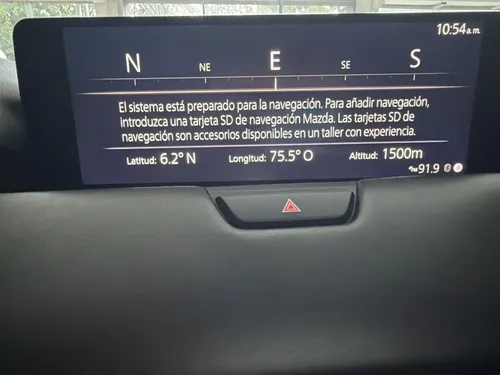 10:54 a.m.
N NE E SE S
El sistema está preparado para la navegación. Para añadir navegación,
introduzca una tarjeta SD de navegación Mazda. Las tarjetas SD de
navegación son accesorios disponibles en un taller con experiencia.
Latitud: 6.2° N Longitud: 75.5° O Altitud: 1500m
91.9